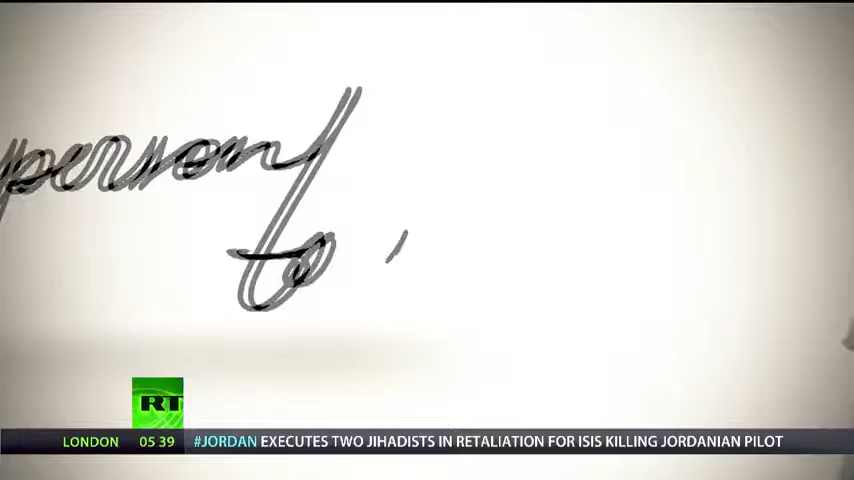 person
to
RT
LONDON 05 39 #JORDAN EXECUTES TWO JIHADISTS IN RETALIATION FOR ISIS KILLING JORDANIAN PILOT